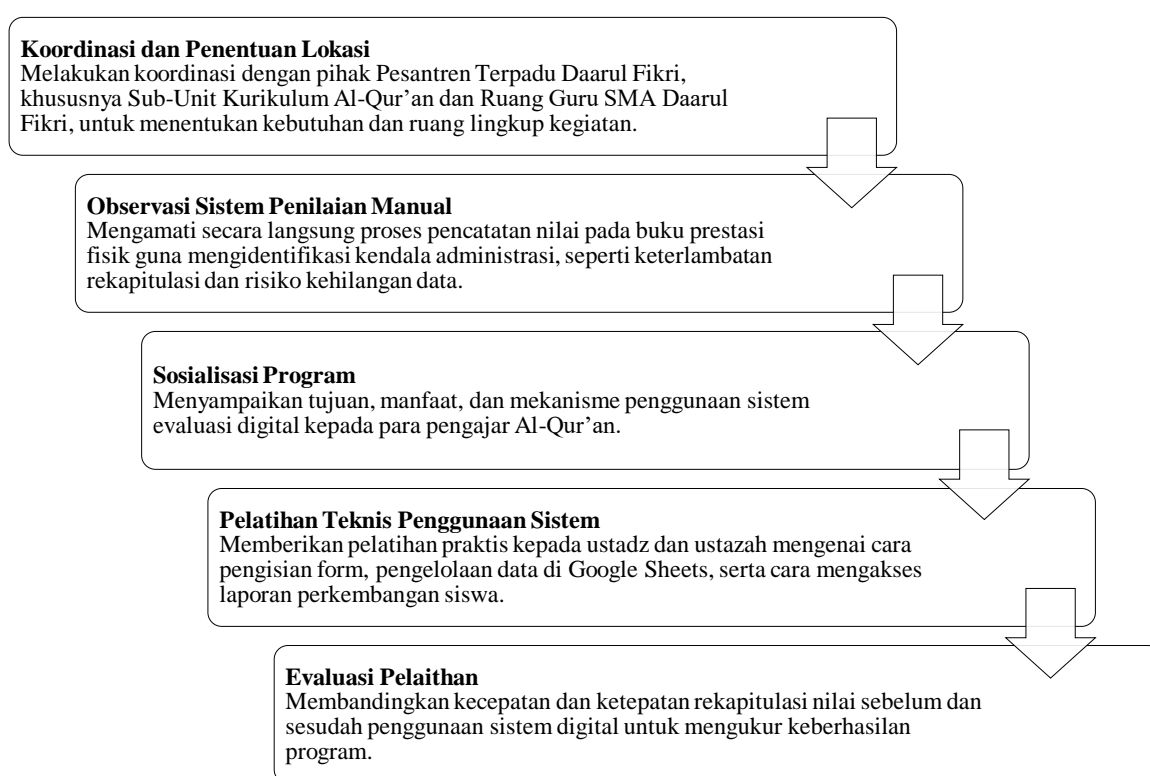 Koordinasi dan Penentuan Lokasi
Melakukan koordinasi dengan pihak Pesantren Terpadu Daarul Fikri,
khususnya Sub-Unit Kurikulum Al-Qur’an dan Ruang Guru SMA Daarul
Fikri, untuk menentukan kebutuhan dan ruang lingkup kegiatan.
Observasi Sistem Penilaian Manual
Mengamati secara langsung proses pencatatan nilai pada buku prestasi
fisik guna mengidentifikasi kendala administrasi, seperti keterlambatan
rekapitulasi dan risiko kehilangan data.
Sosialisasi Program
Menyampaikan tujuan, manfaat, dan mekanisme penggunaan sistem
evaluasi digital kepada para pengajar Al-Qur’an.
Pelatihan Teknis Penggunaan Sistem
Memberikan pelatihan praktis kepada ustadz dan ustazah mengenai cara
pengisian form, pengelolaan data di Google Sheets, serta cara mengakses
laporan perkembangan siswa.
Evaluasi Pelaithan
Membandingkan kecepatan dan ketepatan rekapitulasi nilai sebelum dan
sesudah penggunaan sistem digital untuk mengukur keberhasilan
program.